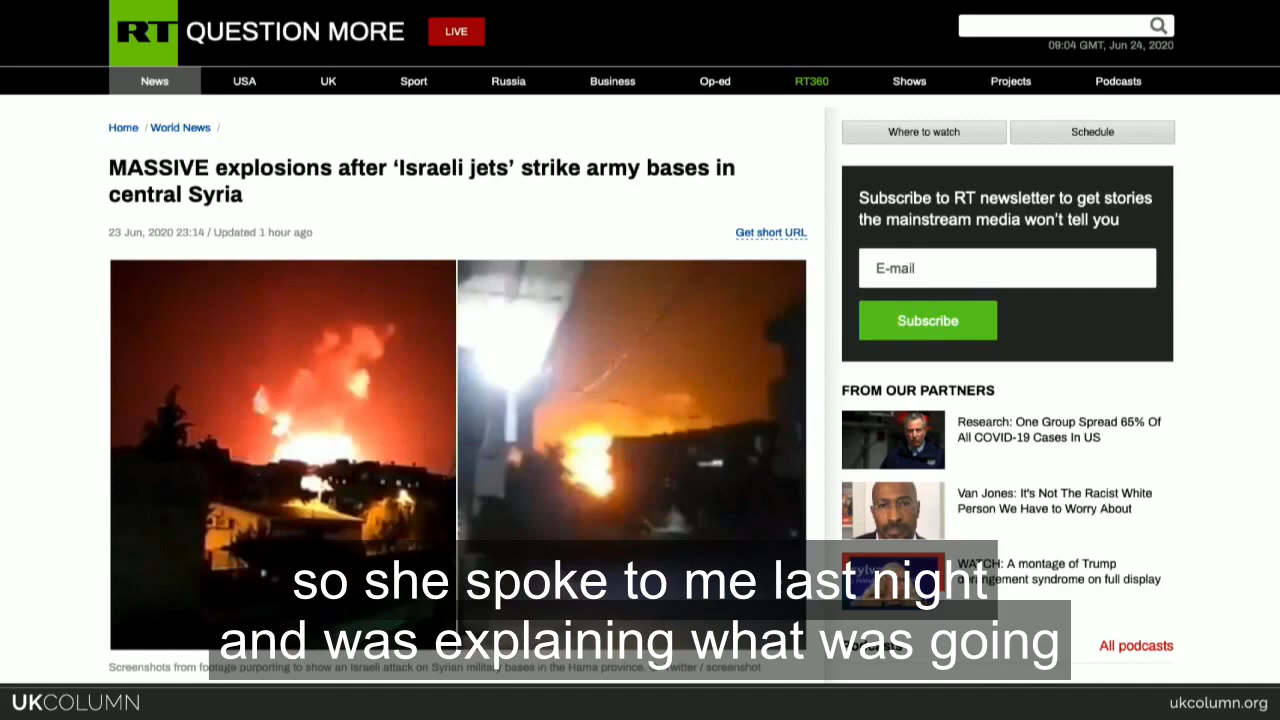 RT QUESTION MORE LIVE
09:04 GMT, Jun 24, 2020
News USA UK Sport Russia Business Op-ed RT360 Shows Projects Podcasts
Home / World News /
MASSIVE explosions after ‘Israeli jets’ strike army bases in
central Syria
23 Jun, 2020 23:14 / Updated 1 hour ago
Get short URL
Where to watch
Schedule
Subscribe to RT newsletter to get stories
the mainstream media won’t tell you
E-mail
Subscribe
FROM OUR PARTNERS
Research: One Group Spread 65% Of
All COVID-19 Cases In US
Van Jones: It's Not The Racist White
Person We Have to Worry About
WATCH: A montage of Trump
derangement syndrome on full display
All podcasts
so she spoke to me last night
and was explaining what was going
Screenshots from footage purporting to show an Israeli attack on Syrian military bases in the Hama province. Twitter / screenshot
UKCOLUMN
ukcolumn.org